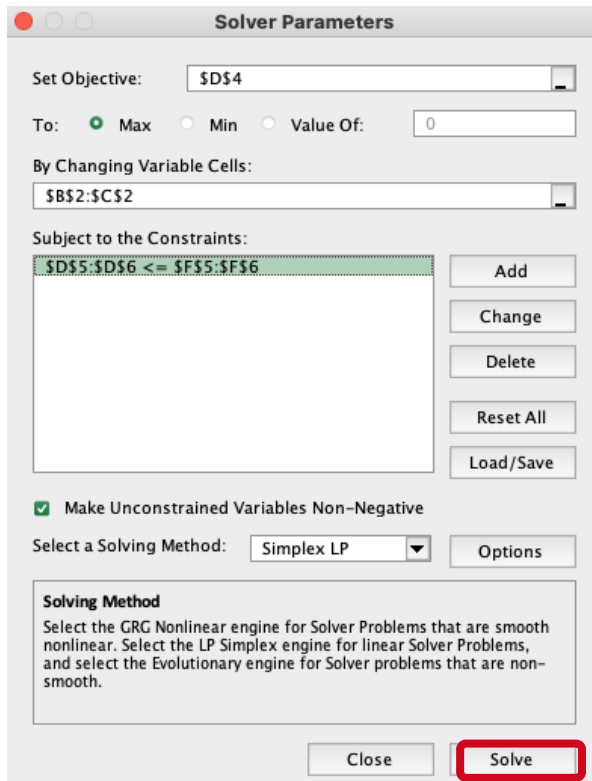 Solver Parameters
Set Objective: $D$4
To: Max Min Value Of: 0
By Changing Variable Cells:
$B$2:$C$2
Subject to the Constraints:
$D$5:$D$6 <= $F$5:$F$6
Add
Change
Delete
Reset All
Load/Save
Make Unconstrained Variables Non-Negative
Select a Solving Method: Simplex LP Options
Solving Method
Select the GRG Nonlinear engine for Solver Problems that are smooth
nonlinear. Select the LP Simplex engine for linear Solver Problems,
and select the Evolutionary engine for Solver problems that are non-
smooth.
Close Solve